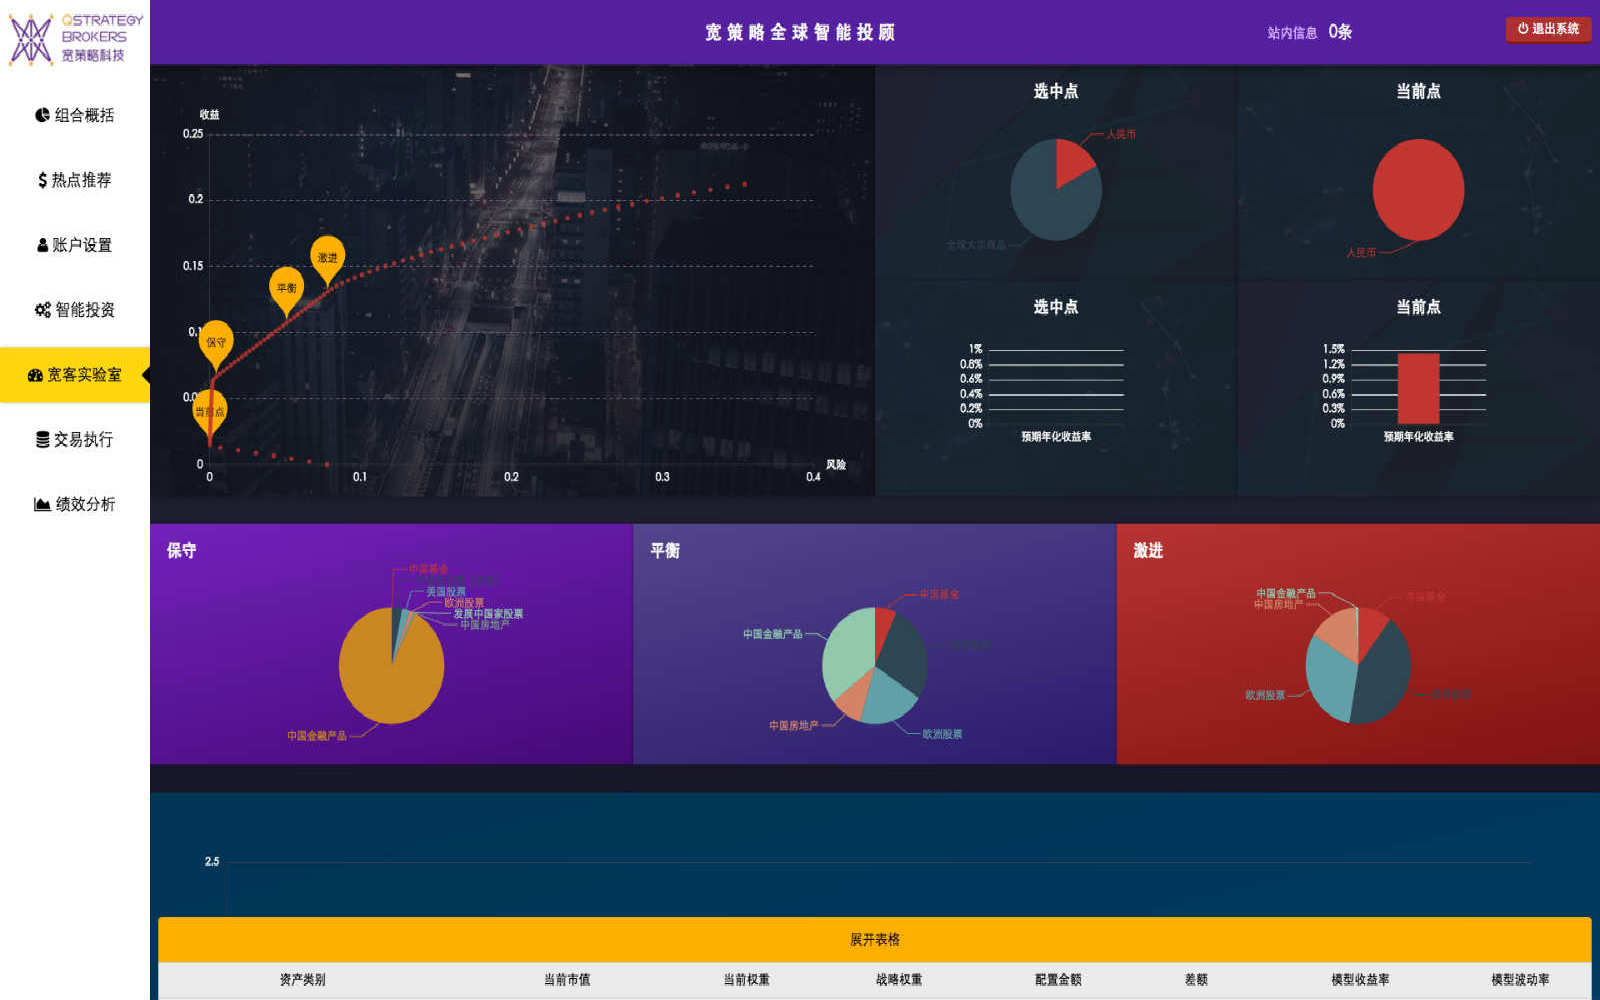 QSTRATEGY
BROKERS
宽策略科技
宽策略全球智能投顾
站内信息 0条
退出系统
组合概括
热点推荐
账户设置
智能投资
宽客实验室
交易执行
绩效分析
收益
0.25
0.2
0.15
0.1
0
0 0.1 0.2 0.3 0.4
风险
激进
平衡
保守
当前点
选中点
人民币
全球大宗商品
当前点
人民币
选中点
1%
0.8%
0.6%
0.4%
0.2%
0%
预期年化收益率
当前点
1.5%
1.2%
0.9%
0.6%
0.3%
0%
预期年化收益率
保守
中国基金
美国股票
欧洲股票
发展中国家股票
中国房地产
中国金融产品
平衡
中国基金
中国金融产品
中国房地产
欧洲股票
激进
中国金融产品
中国房地产
欧洲股票
2.5
展开表格
资产类别 当前市值 当前权重 战略权重 配置金额 差额 模型收益率 模型波动率